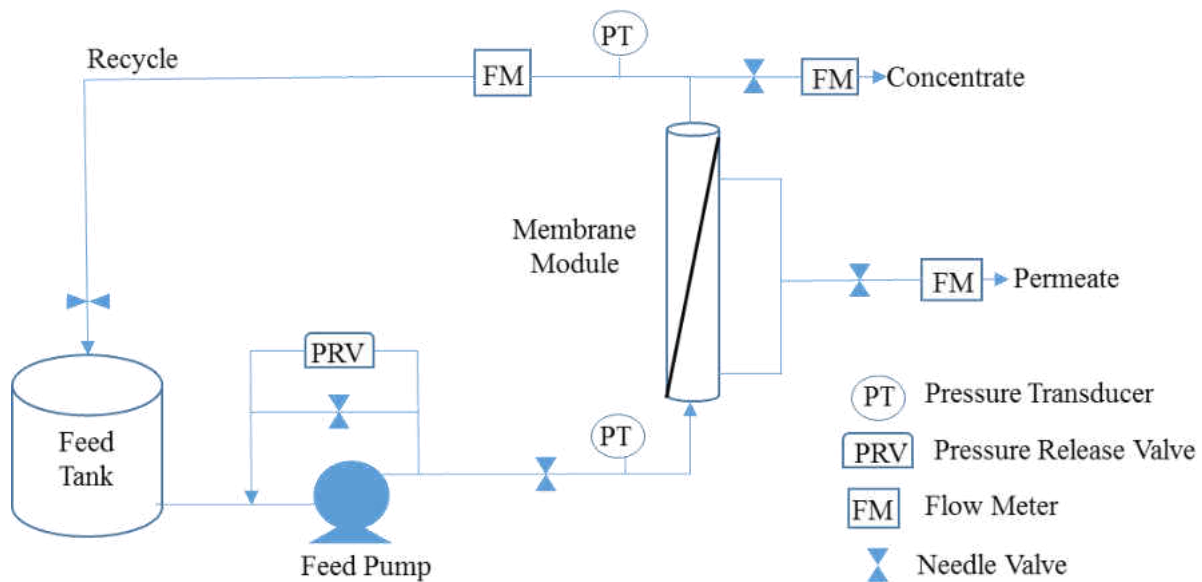 PT
Recycle
FM
FM
Concentrate
Membrane
Module
FM
Permeate
PRV
Feed
Tank
PT
Feed Pump
PT
Pressure Transducer
PRV
Pressure Release Valve
FM
Flow Meter
Needle Valve